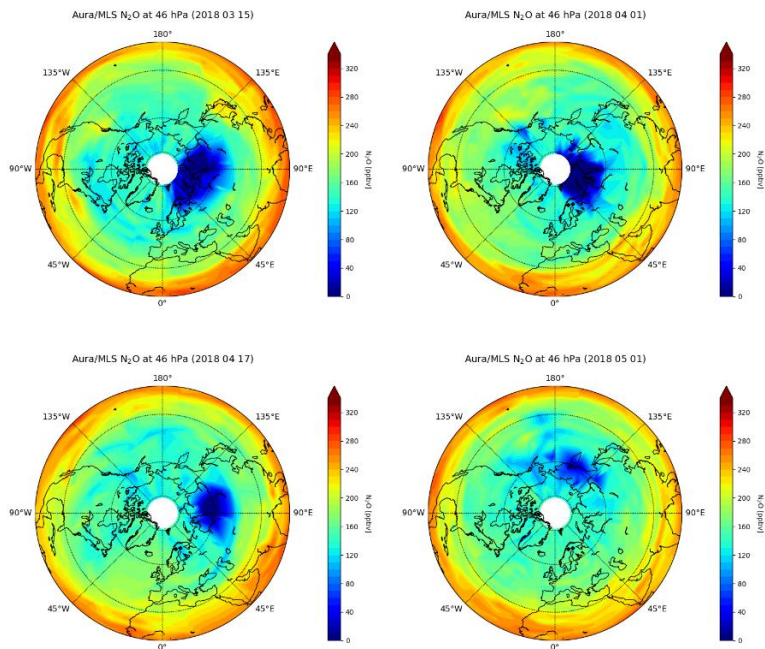 Aura/MLS N₂O at 46 hPa (2018 03 15)
180°
135°W
135°E
90°W
90°E
45°W
45°E
0°
320
280
240
200
160
120
80
40
0
N₂O [ppbv]
Aura/MLS N₂O at 46 hPa (2018 04 01)
180°
135°W
135°E
90°W
90°E
45°W
45°E
0°
320
280
240
200
160
120
80
40
0
N₂O [ppbv]
Aura/MLS N₂O at 46 hPa (2018 04 17)
180°
135°W
135°E
90°W
90°E
45°W
45°E
0°
320
280
240
200
160
120
80
40
0
N₂O [ppbv]
Aura/MLS N₂O at 46 hPa (2018 05 01)
180°
135°W
135°E
90°W
90°E
45°W
45°E
0°
320
280
240
200
160
120
80
40
0
N₂O [ppbv]